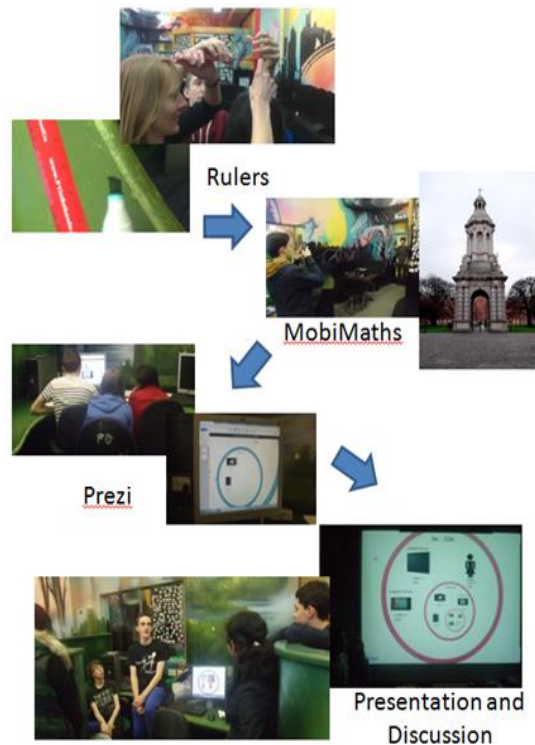 Rulers
MobiMaths
Prezi
Presentation and
Discussion